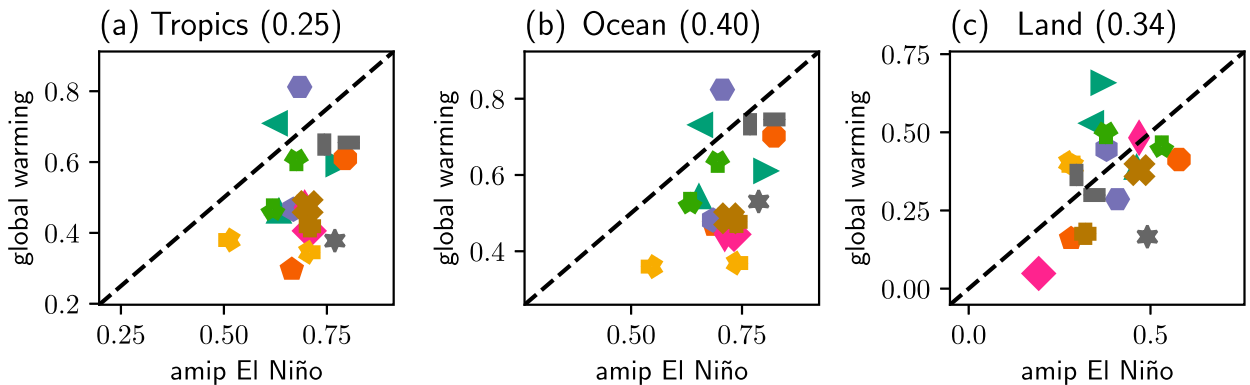 (a) Tropics (0.25)
global warming
0.8
0.6
0.4
0.2
0.25
0.50
0.75
amip El Niño
(b) Ocean (0.40)
global warming
0.8
0.6
0.4
0.50
0.75
amip El Niño
(c) Land (0.34)
global warming
0.75
0.50
0.25
0.00
0.0
0.5
amip El Niño